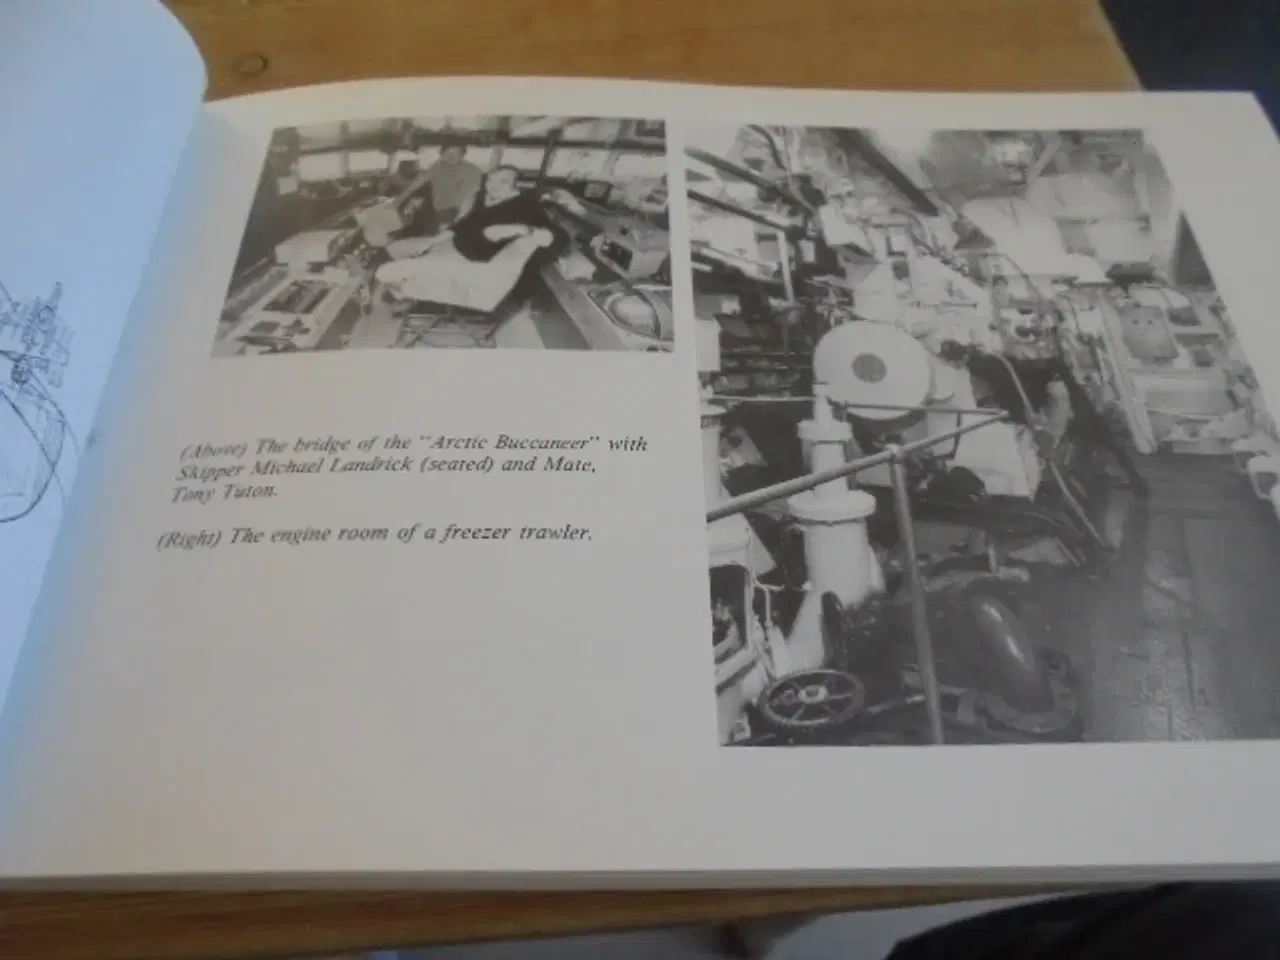 (Above) The bridge of the "Arctic Buccaneer" with
Skipper Michael Landrick (seated) and Mate,
Tony Tuton.
(Right) The engine room of a freezer trawler.